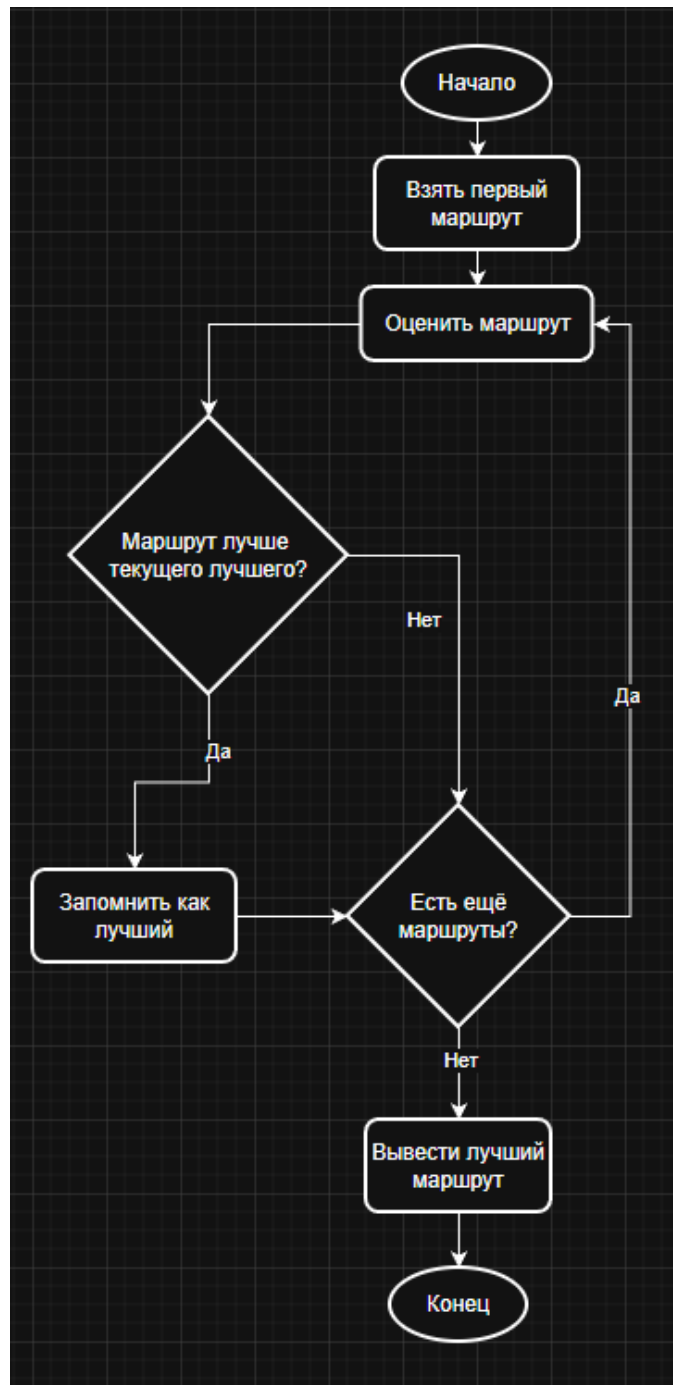 Начало
Взять первый
маршрут
Оценить маршрут
Маршрут лучше
текущего лучшего?
Нет
Да
Да
Запомнить как
лучший
Есть ещё
маршруты?
Нет
Вывести лучший
маршрут
Конец